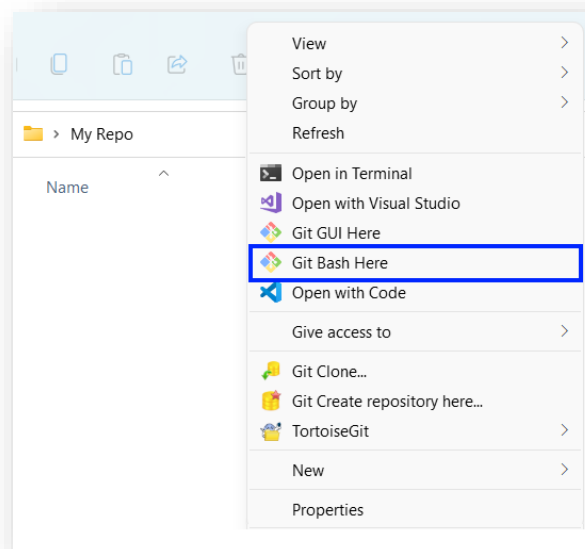 My Repo
Name
View
Sort by
Group by
Refresh
Open in Terminal
Open with Visual Studio
Git GUI Here
Git Bash Here
Open with Code
Give access to
Git Clone...
Git Create repository here...
TortoiseGit
New
Properties